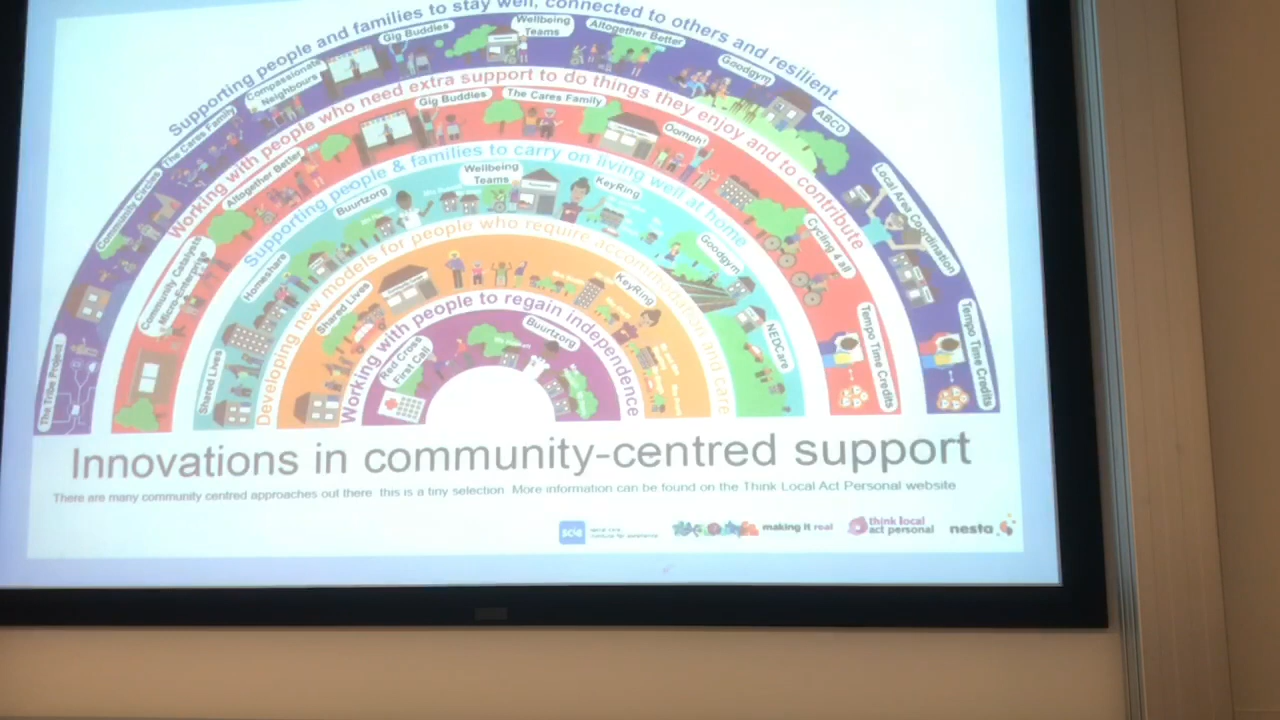 Supporting people and families to stay well, connected to others and resilient
The Tribe Project
Community Circles
The Cares Family
Compassionate
Neighbours
Gig Buddies
Wellbeing
Teams
Altogether Better
Goodgym
ABCD
Local Area Coordination
Tempo Time Credits
Working with people who need extra support to do things they enjoy and to contribute
Community Catalysts
Micro-Enterprise
Altogether Better
Gig Buddies
The Cares Family
Oomph!
Cycling 4 all
Tempo Time Credits
Supporting people & families to carry on living well at home
Shared Lives
Homeshare
Buurtzorg
Wellbeing
Teams
KeyRing
Goodgym
NEDCare
Developing new models for people who require accommodation and care
Shared Lives
KeyRing
Working with people to regain independence
Red Cross
First Call
Buurtzorg
Innovations in community-centred support
There are many community centred approaches out there this is a tiny selection More information can be found on the Think Local Act Personal website
scie
making it real
think local
act personal
nesta